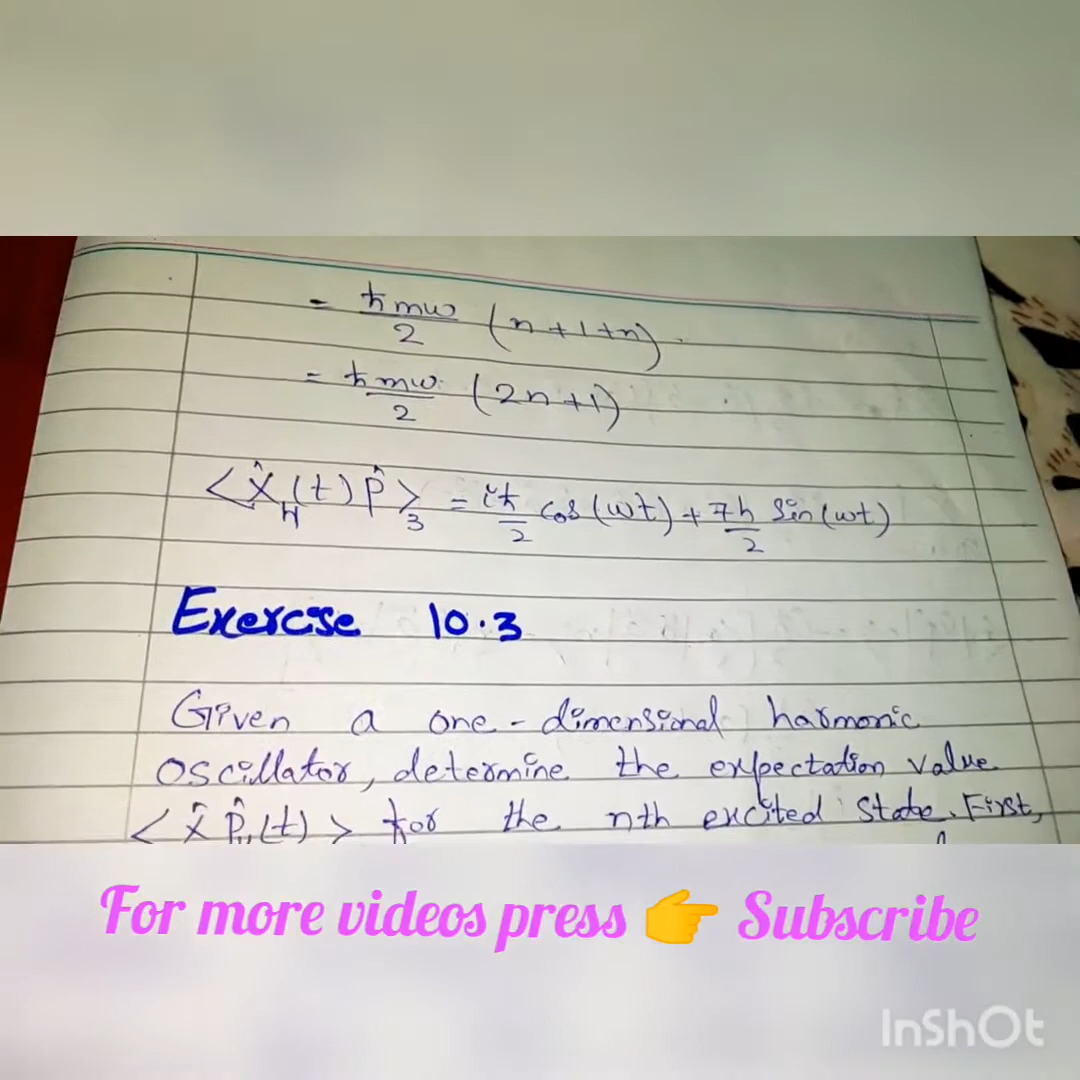 = ħmω/2 (n+1+n).
= ħmω/2 (2n+1)
<X̂_H(t) P̂>_3 = iħ/2 cos(ωt) + 7ħ/2 Sin(ωt)
Exercise 10.3
Given a one-dimensional harmonic
oscillator, determine the expectation value
<X̂ P̂_H(t)> for the nth excited state. First,
For more videos press 👉 Subscribe
InShOt